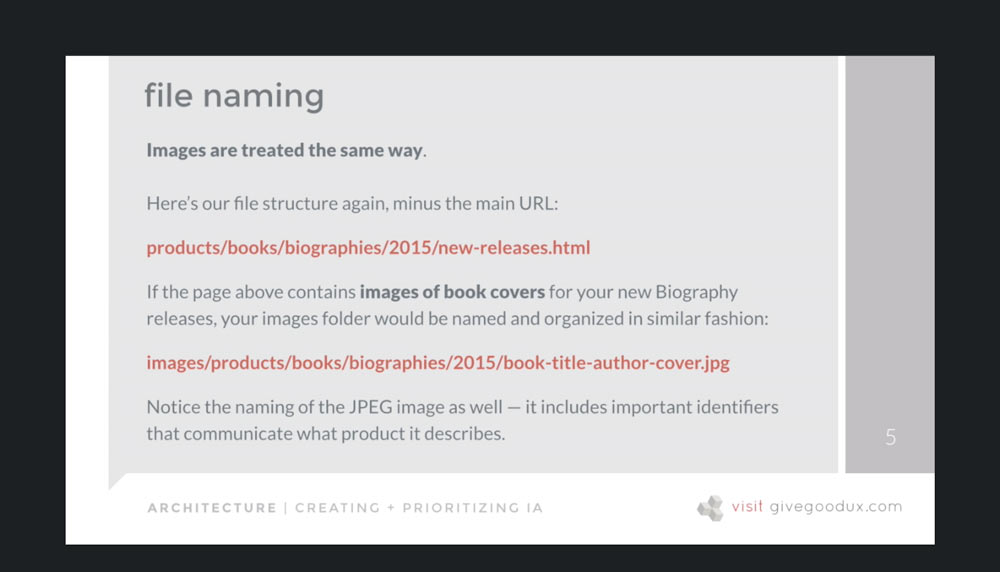 file naming
Images are treated the same way.
Here's our file structure again, minus the main URL:
products/books/biographies/2015/new-releases.html
If the page above contains images of book covers for your new Biography
releases, your images folder would be named and organized in similar fashion:
images/products/books/biographies/2015/book-title-author-cover.jpg
Notice the naming of the JPEG image as well — it includes important identifiers
that communicate what product it describes.
5
ARCHITECTURE | CREATING + PRIORITIZING IA
visit givegoodux.com